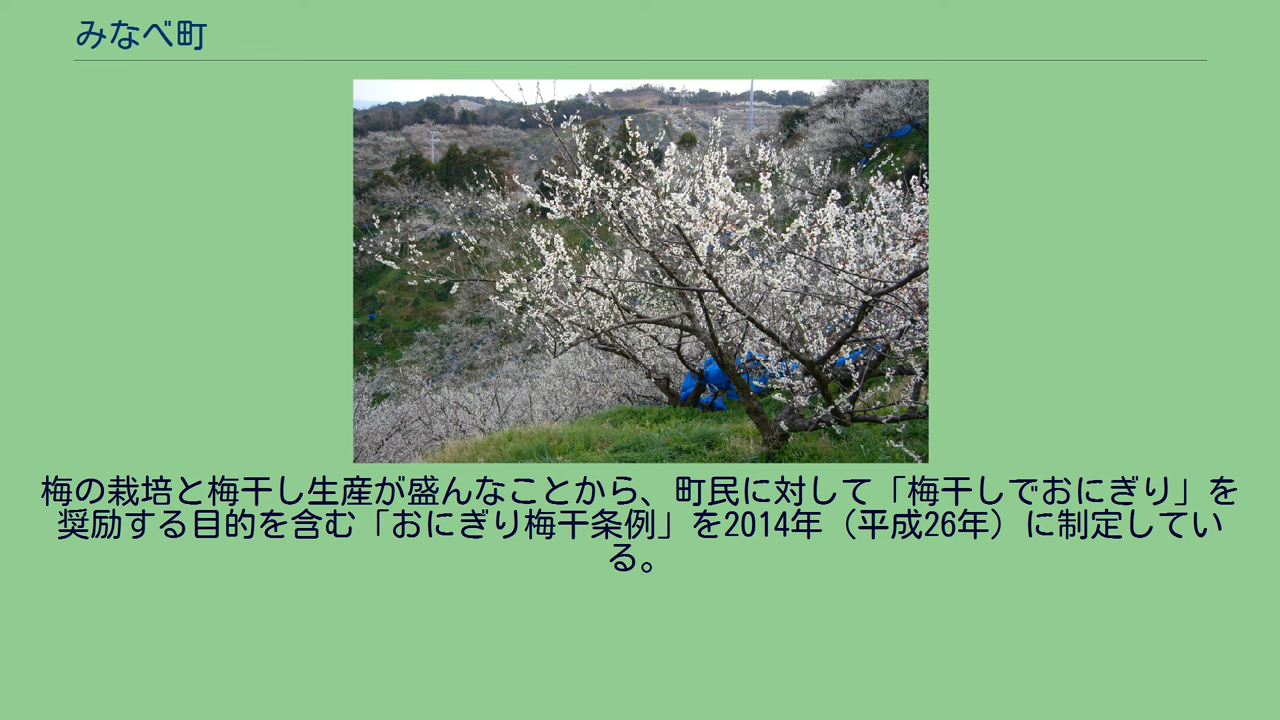 みなべ町
梅の栽培と梅干し生産が盛んなことから、町民に対して「梅干しでおにぎり」を
奨励する目的を含む「おにぎり梅干条例」を2014年（平成26年）に制定してい
る。